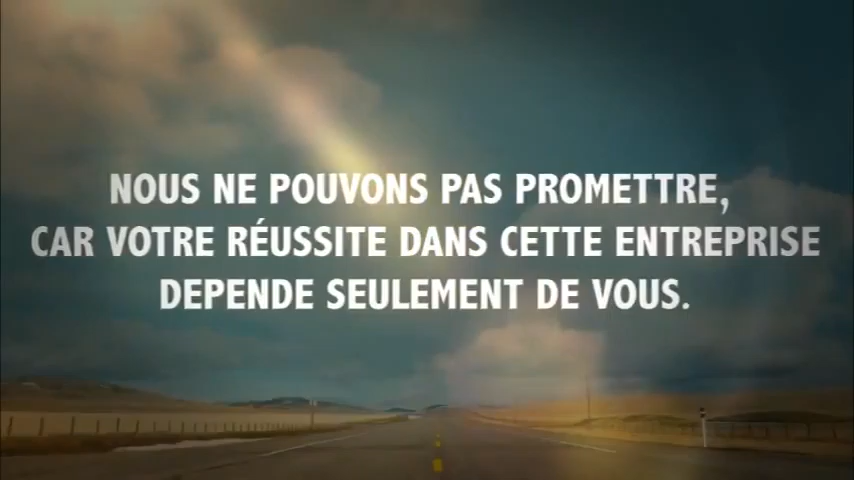 NOUS NE POUVONS PAS PROMETTRE,
CAR VOTRE RÉUSSITE DANS CETTE ENTREPRISE
DEPENDE SEULEMENT DE VOUS.